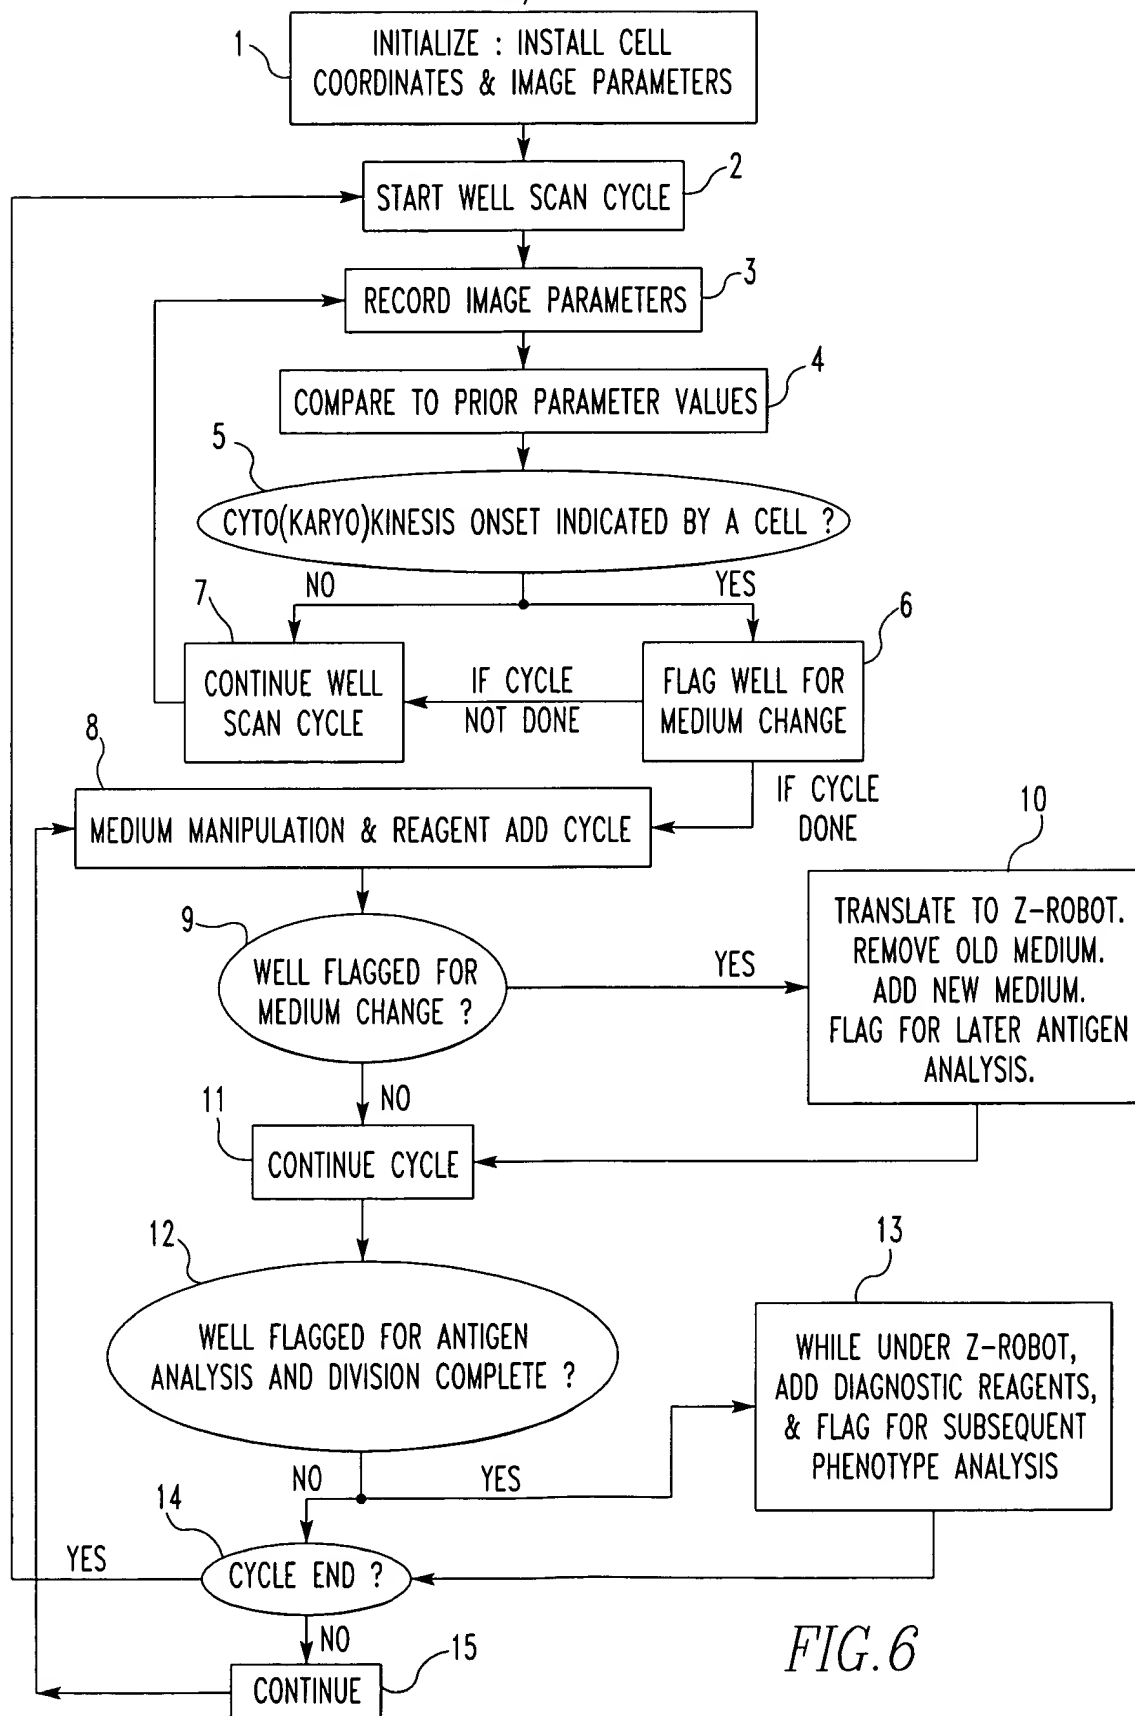 1
INITIALIZE : INSTALL CELL
COORDINATES & IMAGE PARAMETERS
2
START WELL SCAN CYCLE
3
RECORD IMAGE PARAMETERS
4
COMPARE TO PRIOR PARAMETER VALUES
5
CYTO(KARYO)KINESIS ONSET INDICATED BY A CELL ?
NO
YES
7
CONTINUE WELL
SCAN CYCLE
IF CYCLE
NOT DONE
6
FLAG WELL FOR
MEDIUM CHANGE
IF CYCLE
DONE
8
MEDIUM MANIPULATION & REAGENT ADD CYCLE
9
WELL FLAGGED FOR
MEDIUM CHANGE ?
YES
10
TRANSLATE TO Z-ROBOT.
REMOVE OLD MEDIUM.
ADD NEW MEDIUM.
FLAG FOR LATER ANTIGEN
ANALYSIS.
NO
11
CONTINUE CYCLE
12
WELL FLAGGED FOR ANTIGEN
ANALYSIS AND DIVISION COMPLETE ?
NO
YES
13
WHILE UNDER Z-ROBOT,
ADD DIAGNOSTIC REAGENTS,
& FLAG FOR SUBSEQUENT
PHENOTYPE ANALYSIS
14
CYCLE END ?
YES
NO
15
CONTINUE
FIG.6